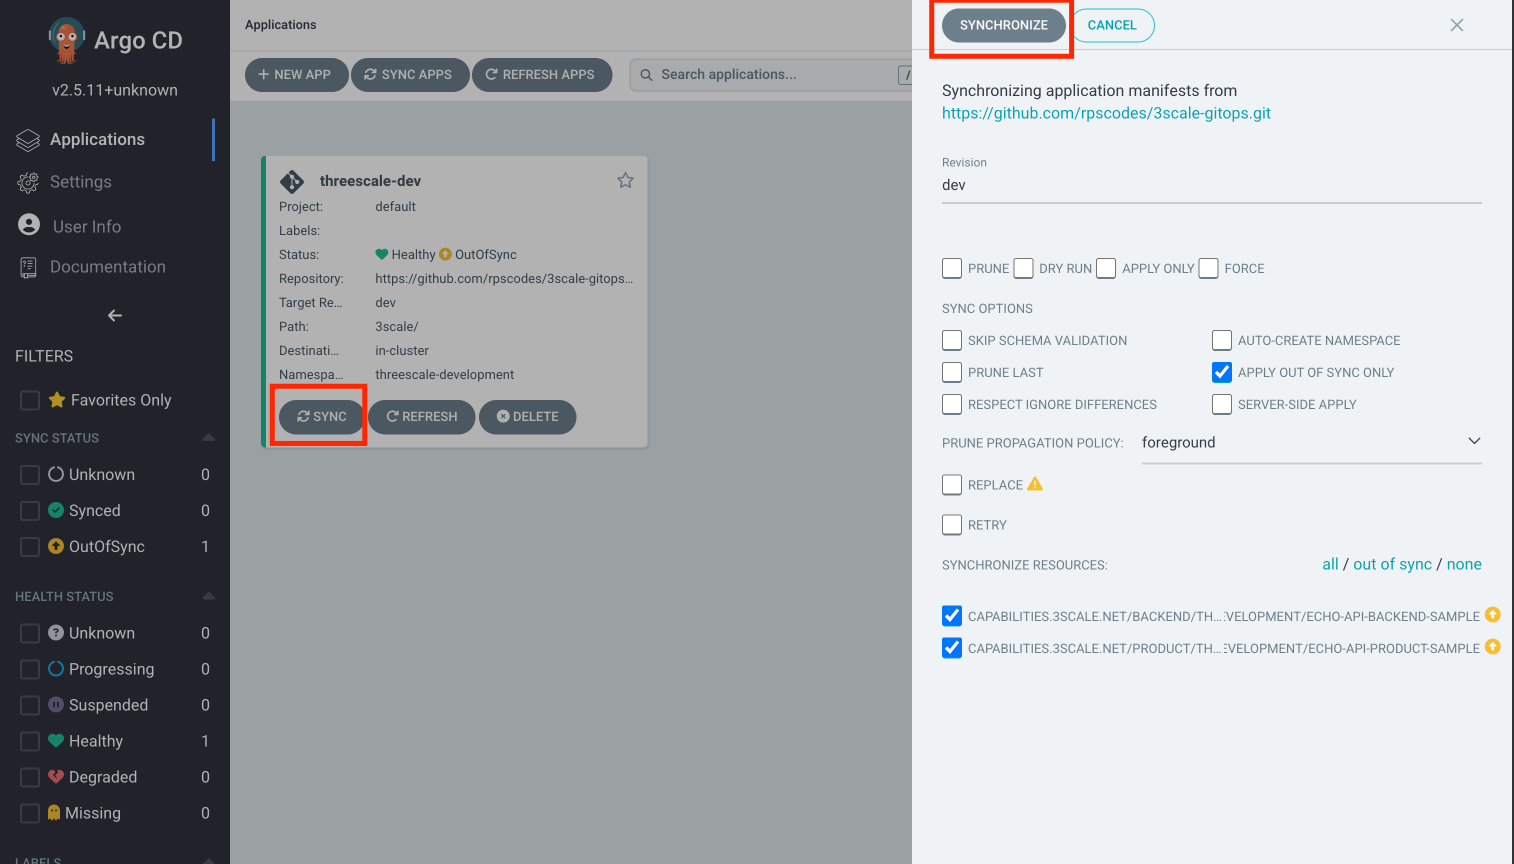 Argo CD
v2.5.11+unknown
Applications
Settings
User Info
Documentation
FILTERS
Favorites Only
SYNC STATUS
Unknown 0
Synced 0
OutOfSync 1
HEALTH STATUS
Unknown 0
Progressing 0
Suspended 0
Healthy 1
Degraded 0
Missing 0
LABELS
Applications
NEW APP SYNC APPS REFRESH APPS Search applications... /
threescale-dev
Project: default
Labels:
Status: Healthy OutOfSync
Repository: https://github.com/rpscodes/3scale-gitops...
Target Re... dev
Path: 3scale/
Destinati... in-cluster
Namespa... threescale-development
SYNC REFRESH DELETE
SYNCHRONIZE CANCEL
Synchronizing application manifests from
https://github.com/rpscodes/3scale-gitops.git
Revision
dev
PRUNE DRY RUN APPLY ONLY FORCE
SYNC OPTIONS
SKIP SCHEMA VALIDATION AUTO-CREATE NAMESPACE
PRUNE LAST APPLY OUT OF SYNC ONLY
RESPECT IGNORE DIFFERENCES SERVER-SIDE APPLY
PRUNE PROPAGATION POLICY: foreground
REPLACE
RETRY
SYNCHRONIZE RESOURCES: all / out of sync / none
CAPABILITIES.3SCALE.NET/BACKEND/TH...EVELOPMENT/ECHO-API-BACKEND-SAMPLE
CAPABILITIES.3SCALE.NET/PRODUCT/TH...EVELOPMENT/ECHO-API-PRODUCT-SAMPLE